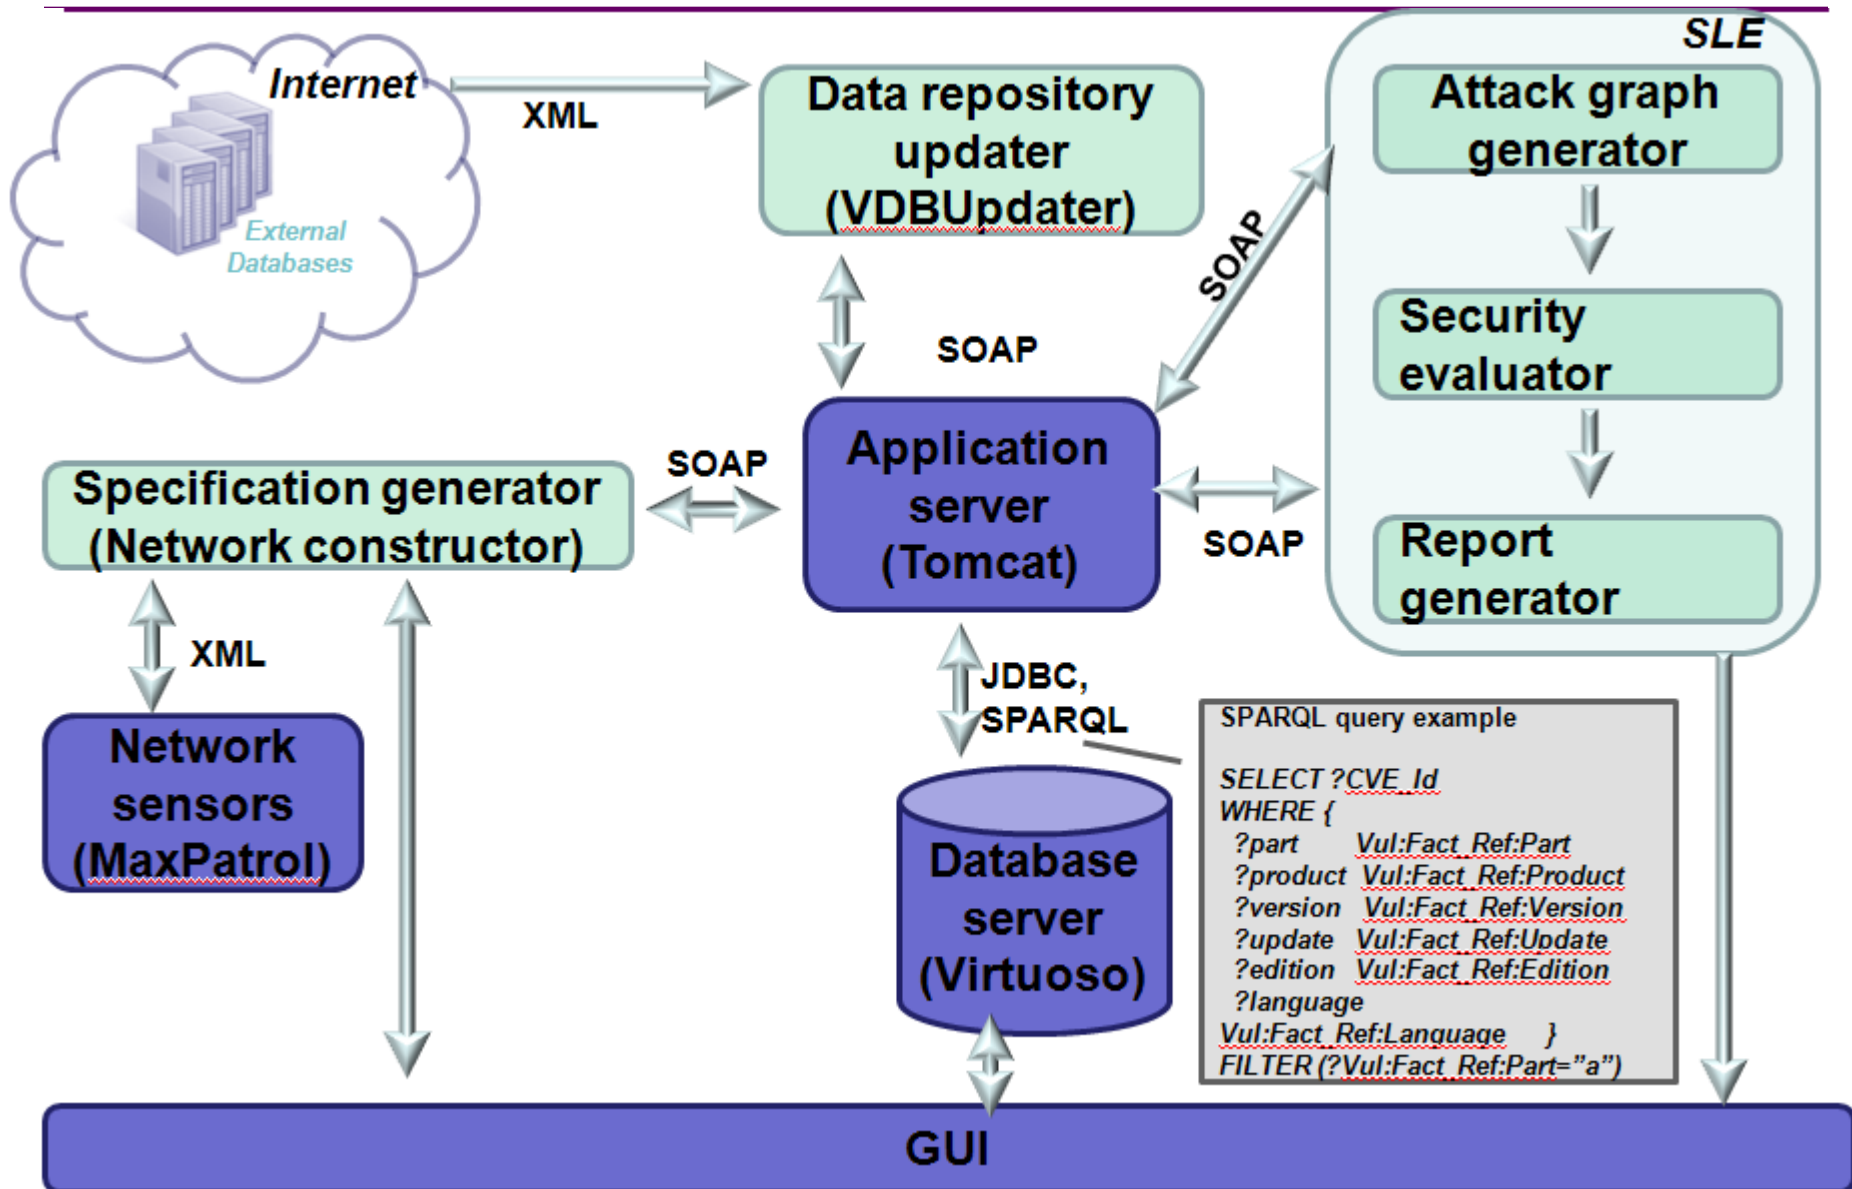 SLE
Internet
XML
External
Databases
Data repository
updater
(VDBUpdater)
Attack graph
generator
SOAP
SOAP
Security
evaluator
Application
server
(Tomcat)
SOAP
Specification generator
(Network constructor)
SOAP
Report
generator
XML
JDBC,
SPARQL
Network
sensors
(MaxPatrol)
SPARQL query example
SELECT ?CVE_Id
WHERE {
?part Vul:Fact_Ref:Part
?product Vul:Fact_Ref:Product
?version Vul:Fact_Ref:Version
?update Vul:Fact_Ref:Update
?edition Vul:Fact_Ref:Edition
?language
Vul:Fact_Ref:Language }
FILTER (?Vul:Fact_Ref:Part=”a”)
Database
server
(Virtuoso)
GUI